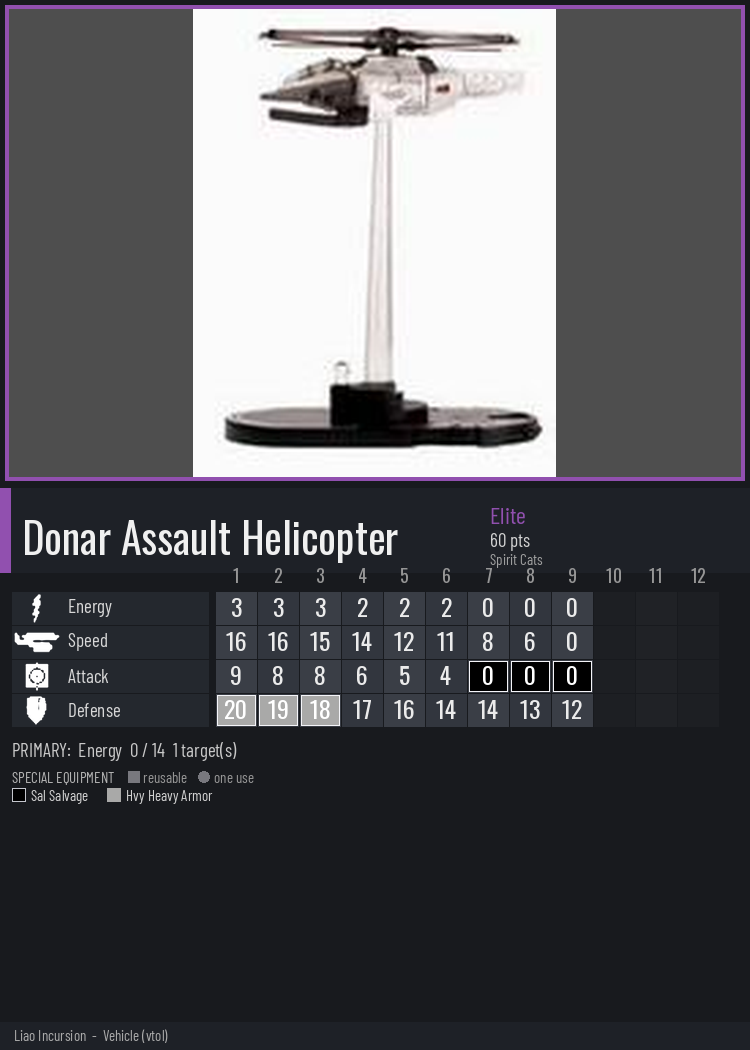 Donar Assault Helicopter
Elite
60 pts
Spirit Cats
1 2 3 4 5 6 7 8 9 10 11 12
Energy 3 3 3 2 2 2 0 0 0
Speed 16 16 15 14 12 11 8 6 0
Attack 9 8 8 6 5 4 0 0 0
Defense 20 19 18 17 16 14 14 13 12
PRIMARY: Energy 0 / 14 1 target(s)
SPECIAL EQUIPMENT reusable one use
Sal Salvage Hvy Heavy Armor
Liao Incursion - Vehicle (vtol)